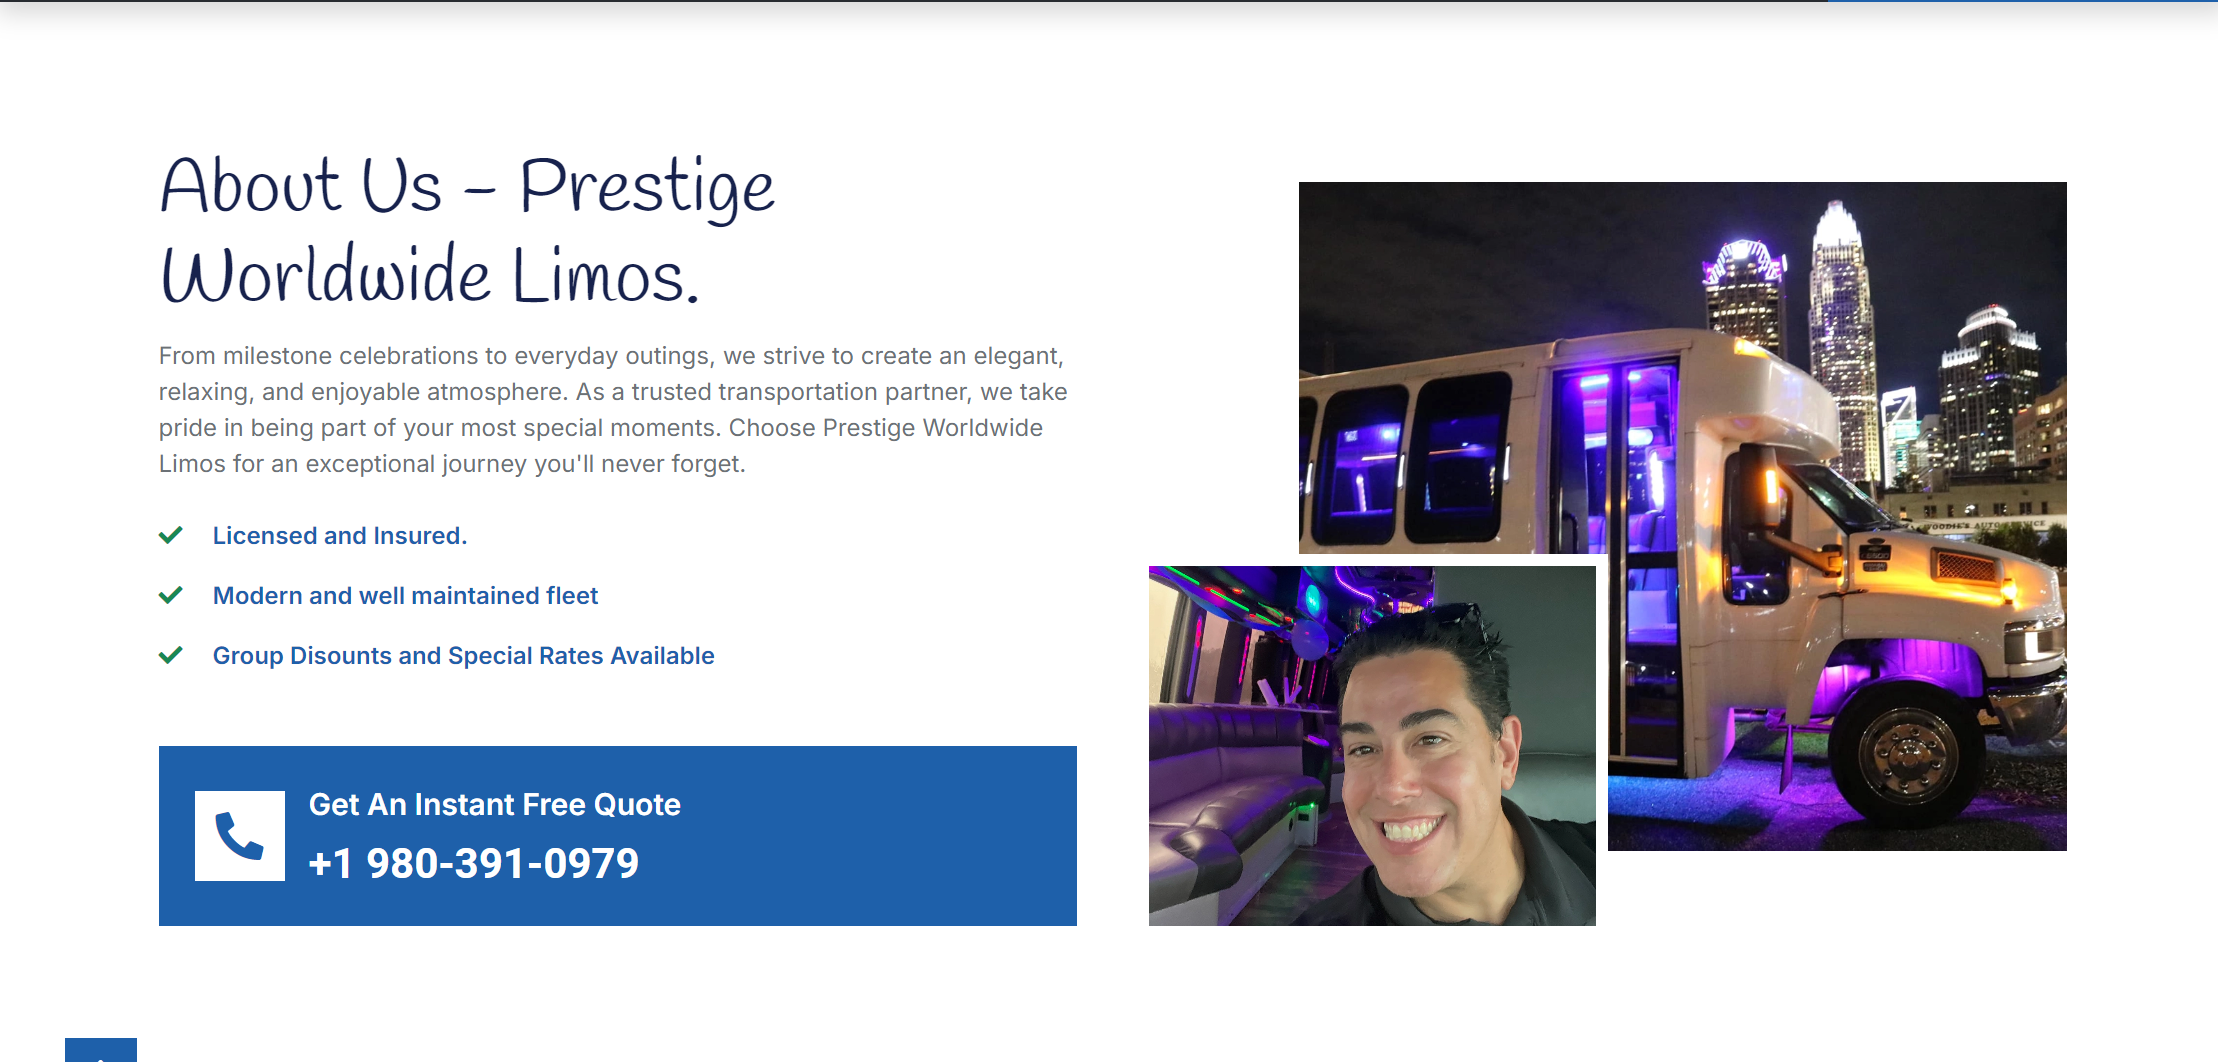 About Us – Prestige
Worldwide Limos.
From milestone celebrations to everyday outings, we strive to create an elegant,
relaxing, and enjoyable atmosphere. As a trusted transportation partner, we take
pride in being part of your most special moments. Choose Prestige Worldwide
Limos for an exceptional journey you'll never forget.
Licensed and Insured.
Modern and well maintained fleet
Group Disounts and Special Rates Available
Get An Instant Free Quote
+1 980-391-0979
WOODIE'S AUTO SERVICE